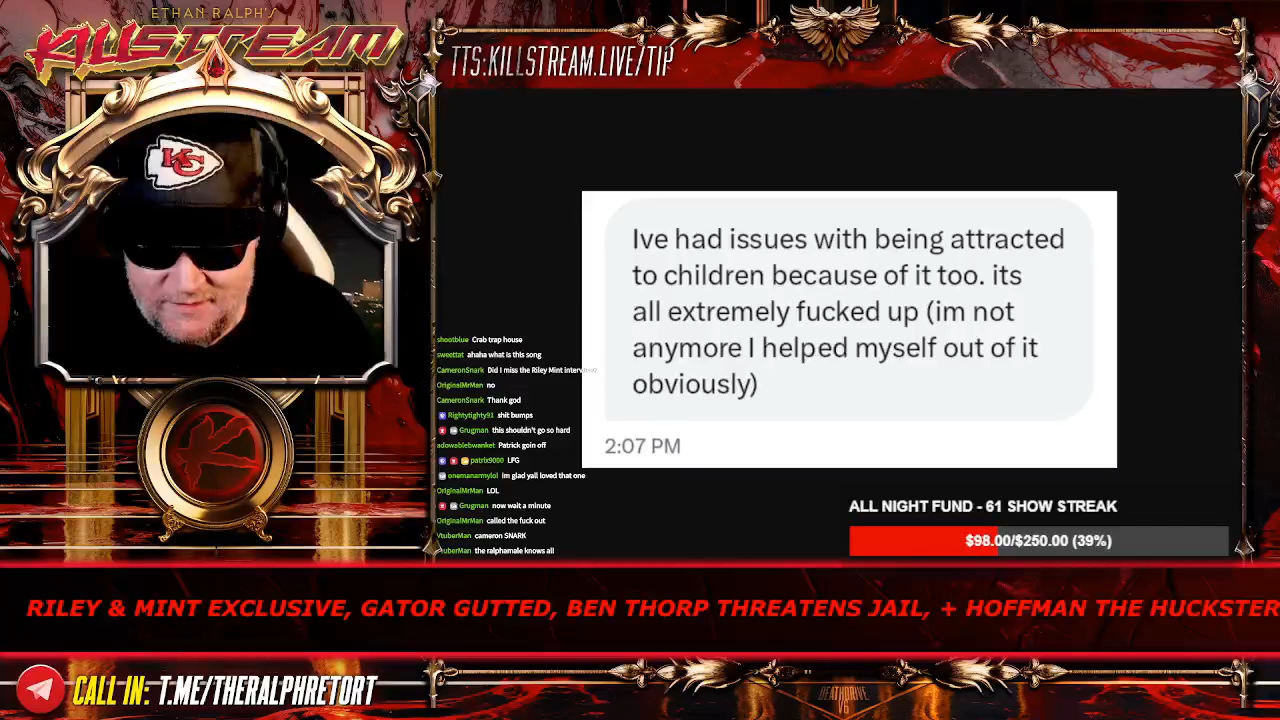 ETHAN RALPH'S
KILLSTREAM
TTS:KILLSTREAM.LIVE/TIP
KC
Ive had issues with being attracted
to children because of it too. its
all extremely fucked up (im not
anymore I helped myself out of it
obviously)
2:07 PM
shootblue Crab trap house
sweettat ahaha what is this song
CameronSnark Did I miss the Riley Mint interview?
OriginalMrMan no
CameronSnark Thank god
Rightytighty91 shit bumps
Grugman this shouldn't go so hard
adowablebwanket Patrick goin off
patrix9000 LFG
onemanarmylol im glad yall loved that one
OriginalMrMan LOL
Grugman now wait a minute
OriginalMrMan called the fuck out
VtuberMan cameron SNARK
VtuberMan the ralphamale knows all
ALL NIGHT FUND - 61 SHOW STREAK
$98.00/$250.00 (39%)
RILEY & MINT EXCLUSIVE, GATOR GUTTED, BEN THORP THREATENS JAIL, + HOFFMAN THE HUCKSTER
CALL IN: T.ME/THERALPHRETORT
DEATHDRIVE
V6